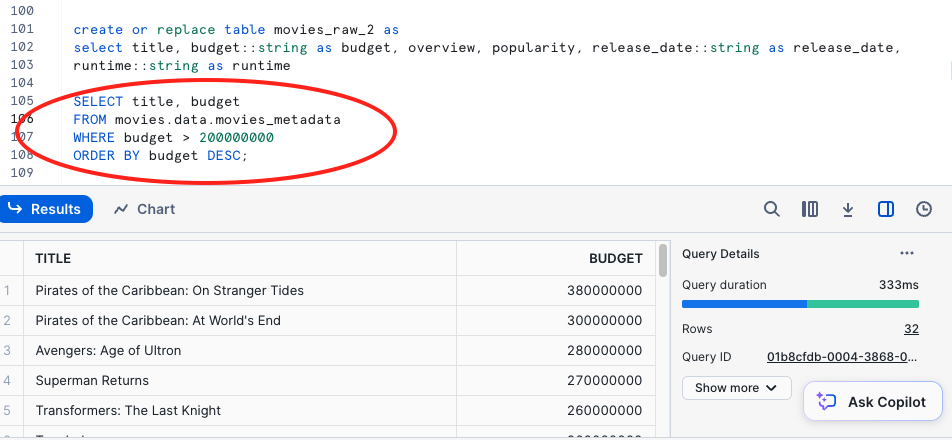 100
101 create or replace table movies_raw_2 as
102 select title, budget::string as budget, overview, popularity, release_date::string as release_date,
103 runtime::string as runtime
104
105 SELECT title, budget
106 FROM movies.data.movies_metadata
107 WHERE budget > 200000000
108 ORDER BY budget DESC;
109
Results Chart
TITLE BUDGET
1 Pirates of the Caribbean: On Stranger Tides 380000000
2 Pirates of the Caribbean: At World's End 300000000
3 Avengers: Age of Ultron 280000000
4 Superman Returns 270000000
5 Transformers: The Last Knight 260000000
Query Details
Query duration 333ms
Rows 32
Query ID 01b8cfdb-0004-3868-0...
Show more
Ask Copilot